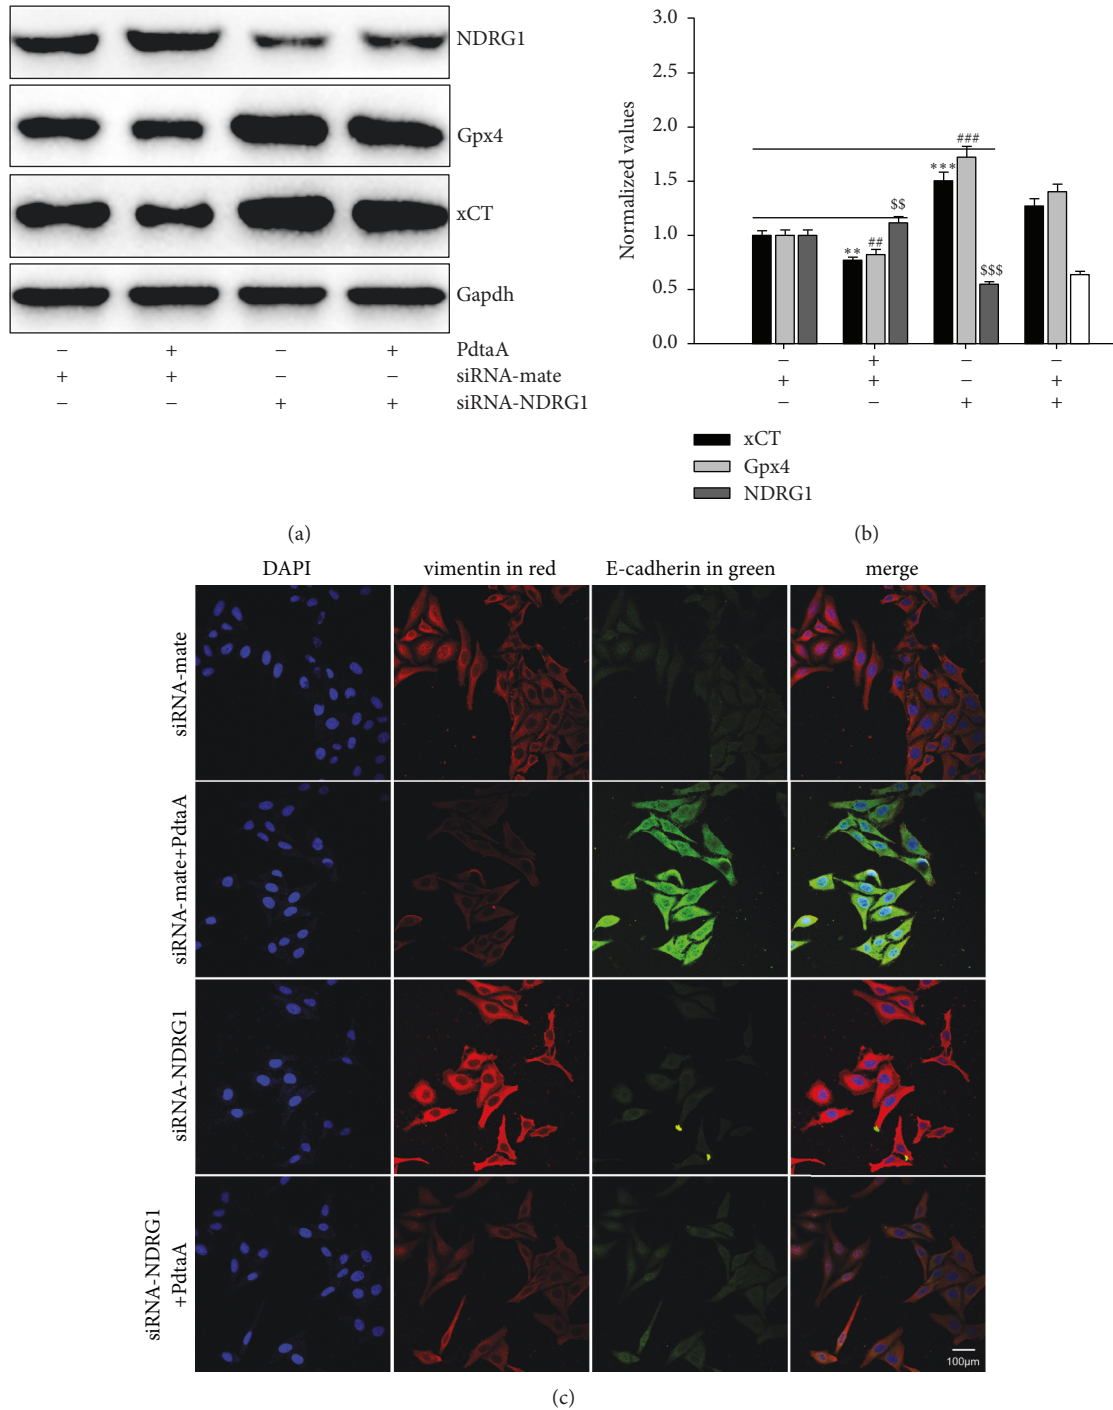 NDRG1
Gpx4
xCT
Gapdh
− + − + PdtaA
+ + − − siRNA-mate
− − + + siRNA-NDRG1
(a)
Normalized values
3.0
2.5
2.0
1.5
1.0
0.5
0.0
** ## $$
*** ### $$$
− + − +
+ + − −
− − + +
xCT
Gpx4
NDRG1
(b)
DAPI vimentin in red E-cadherin in green merge
siRNA-mate
siRNA-mate+PdtaA
siRNA-NDRG1
siRNA-NDRG1
+PdtaA
100μm
(c)